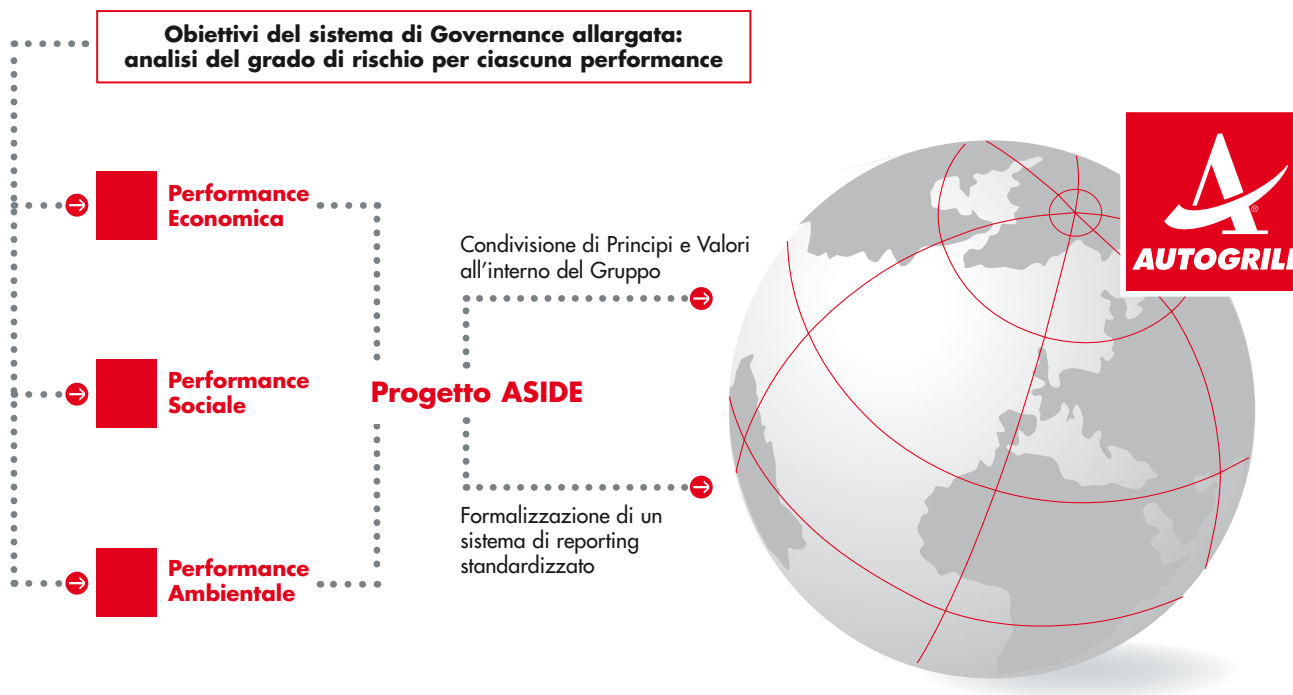 Obiettivi del sistema di Governance allargata:
analisi del grado di rischio per ciascuna performance
Performance
Economica
Condivisione di Principi e Valori
all’interno del Gruppo
Performance
Sociale
Progetto ASIDE
Formalizzazione di un
sistema di reporting
standardizzato
Performance
Ambientale
A®
AUTOGRILL